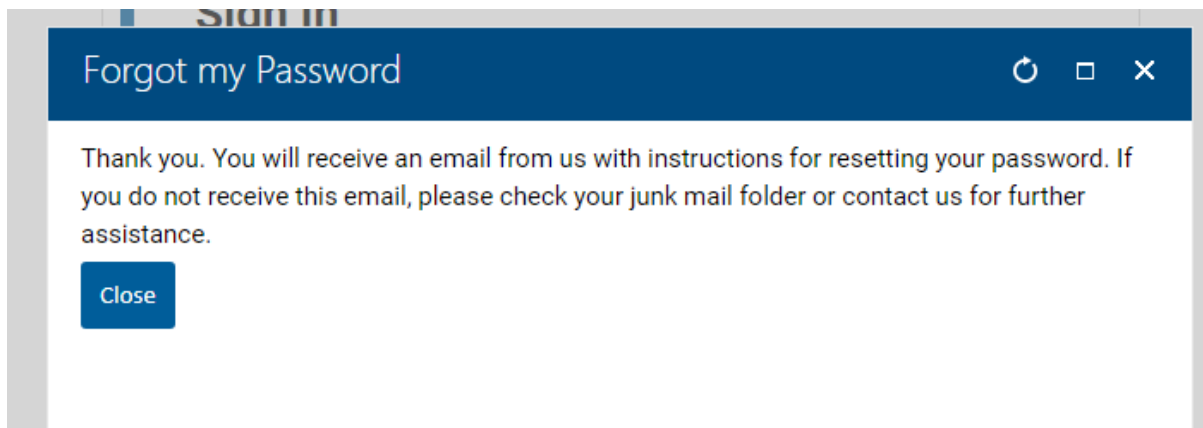 Sign In
Forgot my Password
Thank you. You will receive an email from us with instructions for resetting your password. If
you do not receive this email, please check your junk mail folder or contact us for further
assistance.
Close